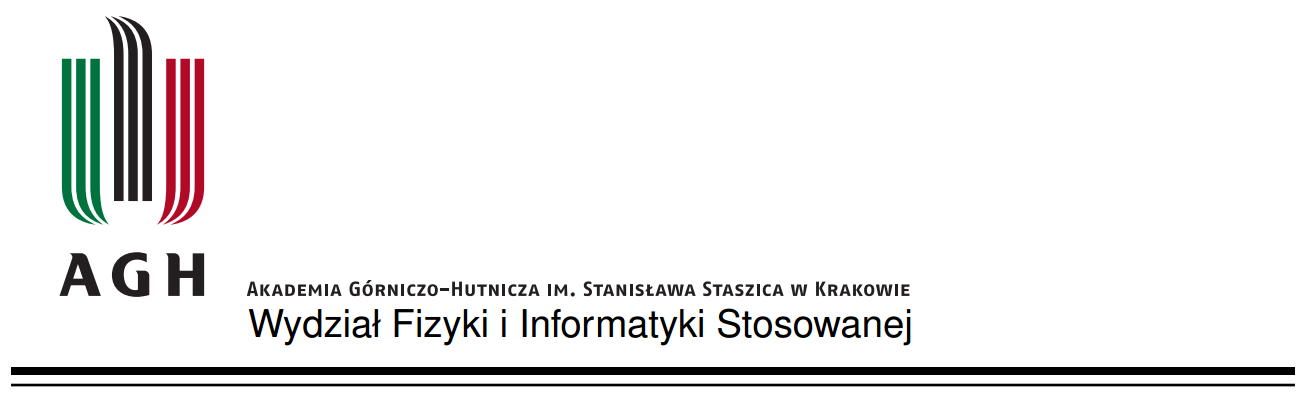 AGH
Akademia Górniczo-Hutnicza im. Stanisława Staszica w Krakowie
Wydział Fizyki i Informatyki Stosowanej